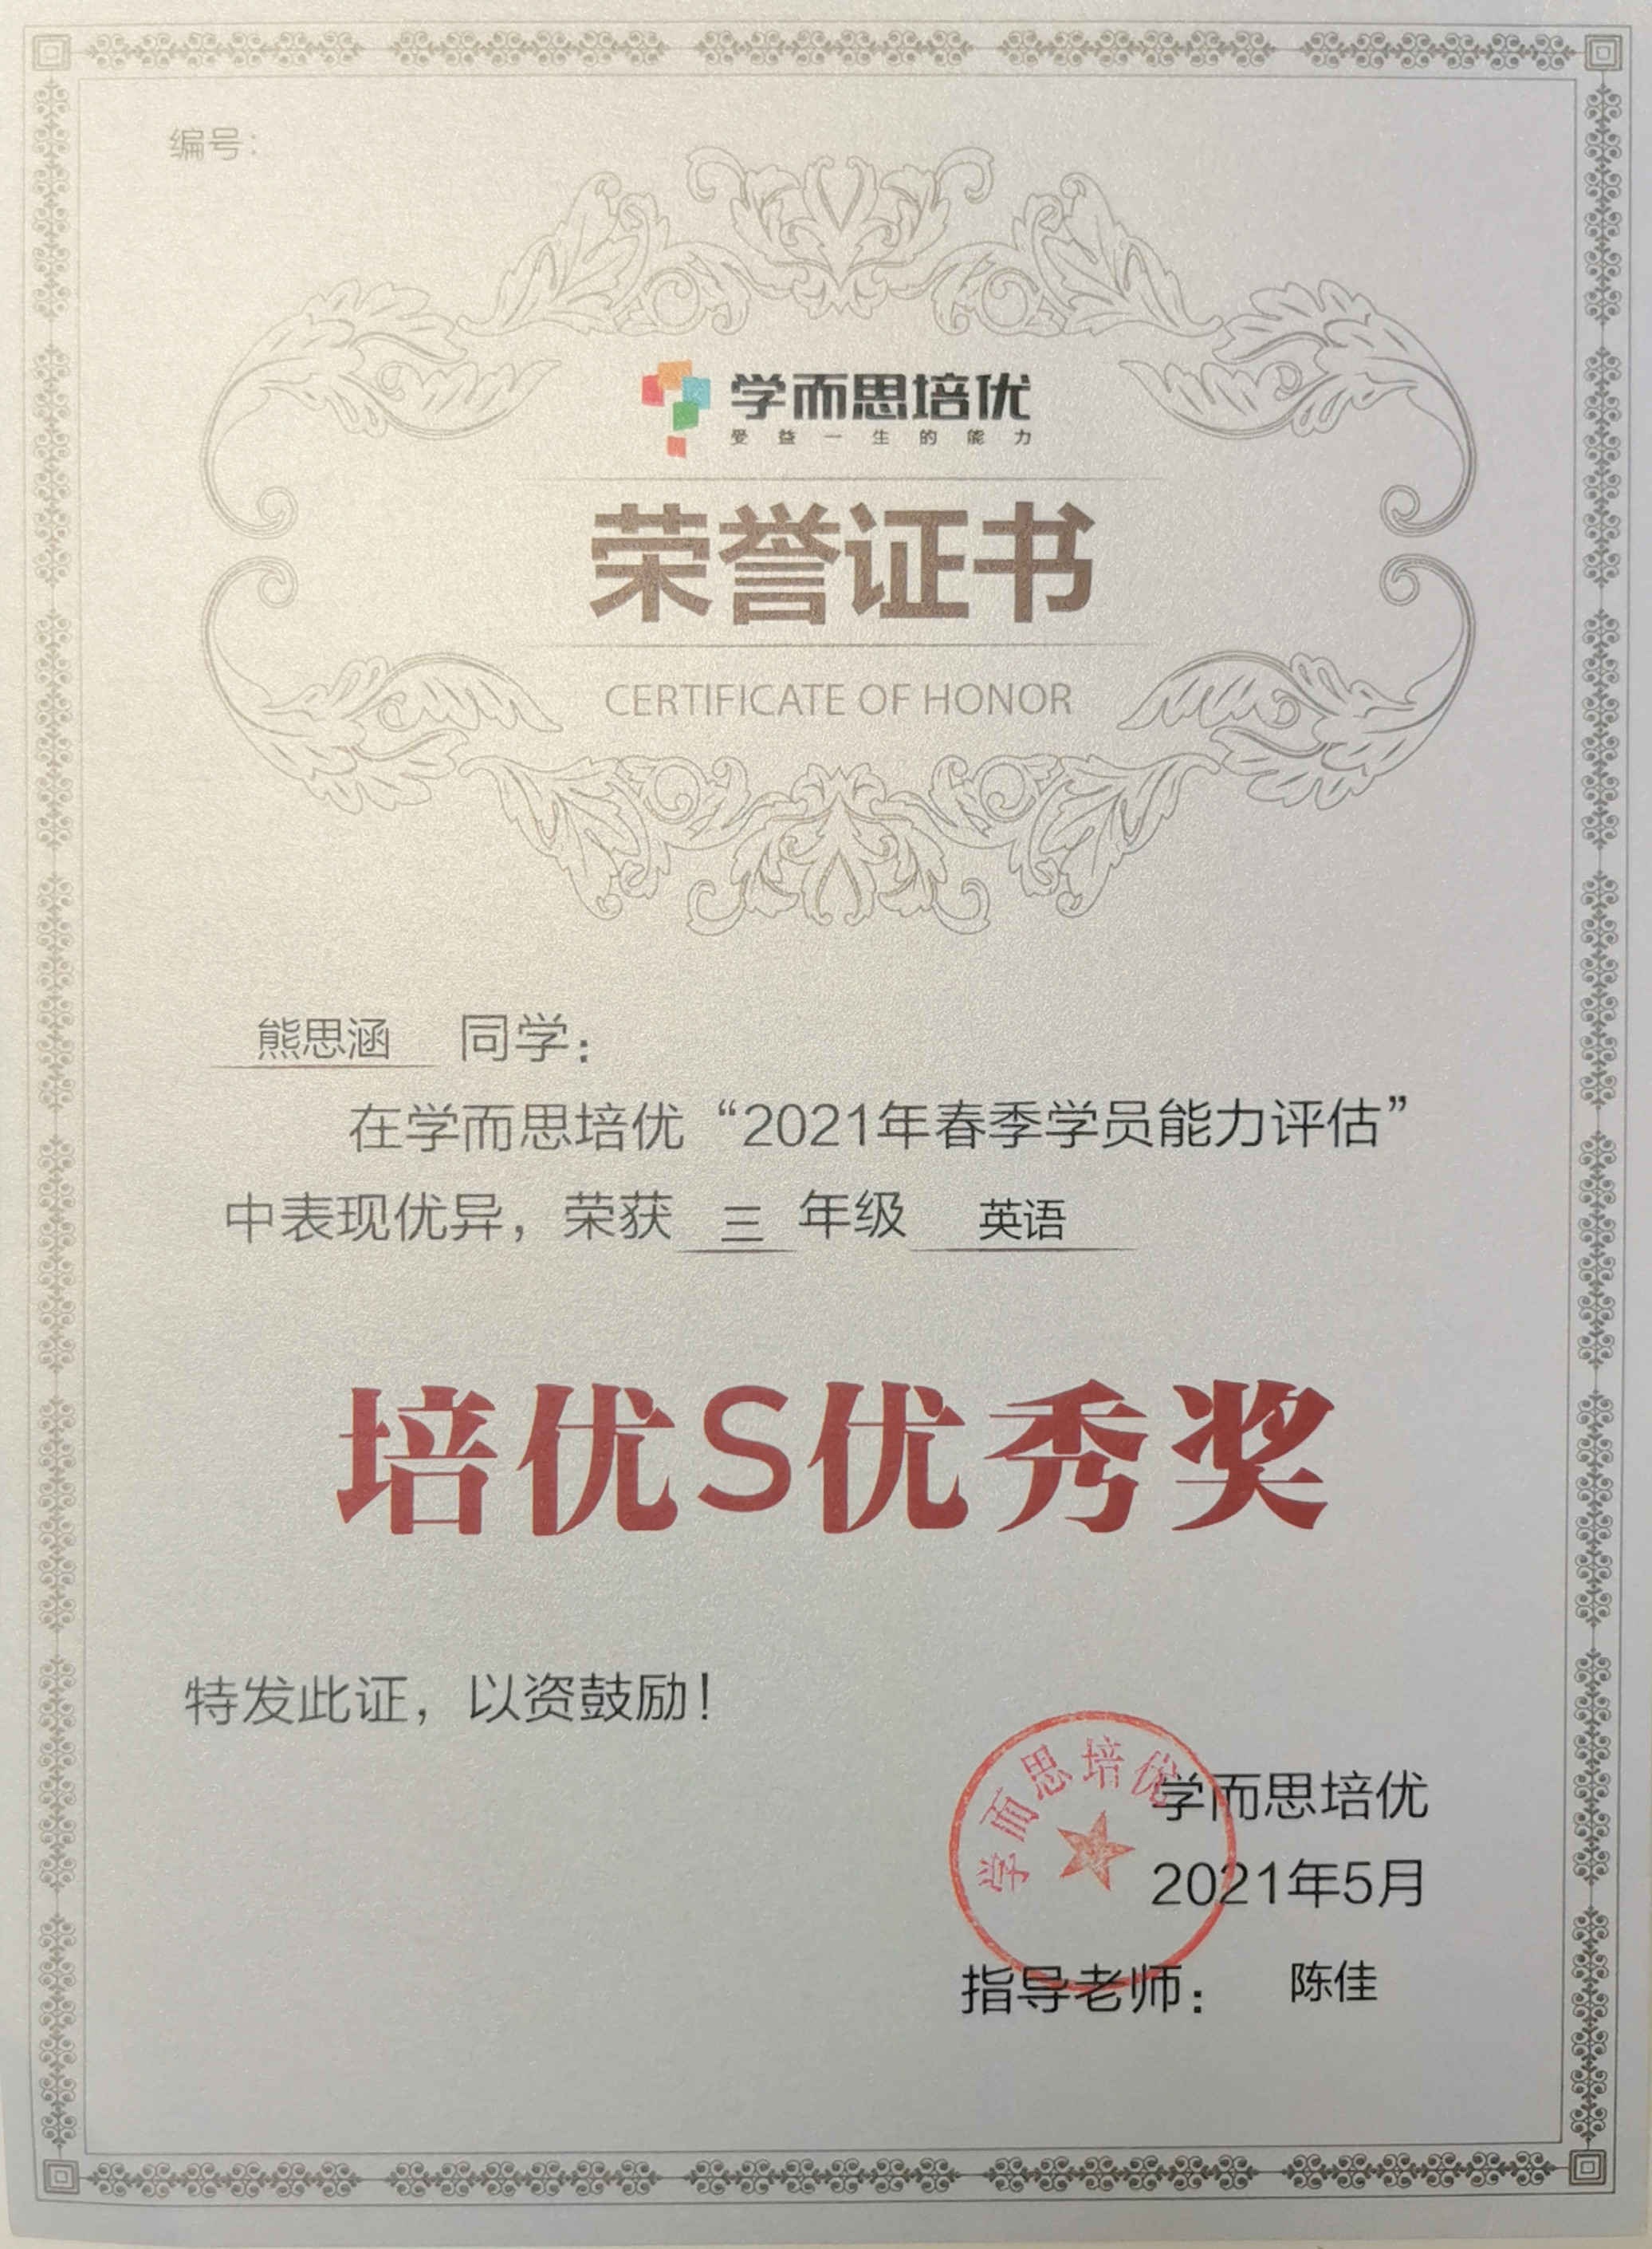 编号：
学而思培优
受益一生的能力
荣誉证书
CERTIFICATE OF HONOR
熊思涵 同学：
在学而思培优“2021年春季学员能力评估”
中表现优异，荣获 三 年级 英语
培优S优秀奖
特发此证，以资鼓励！
学而思培优
学而思培优
2021年5月
指导老师： 陈佳